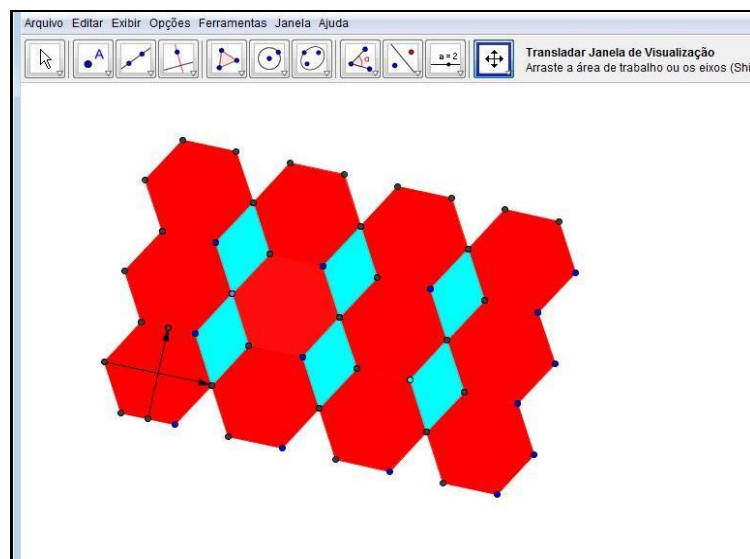 Arquivo Editar Exibir Opções Ferramentas Janela Ajuda
A
α
a = 2
Transladar Janela de Visualização
Arraste a área de trabalho ou os eixos (Shi